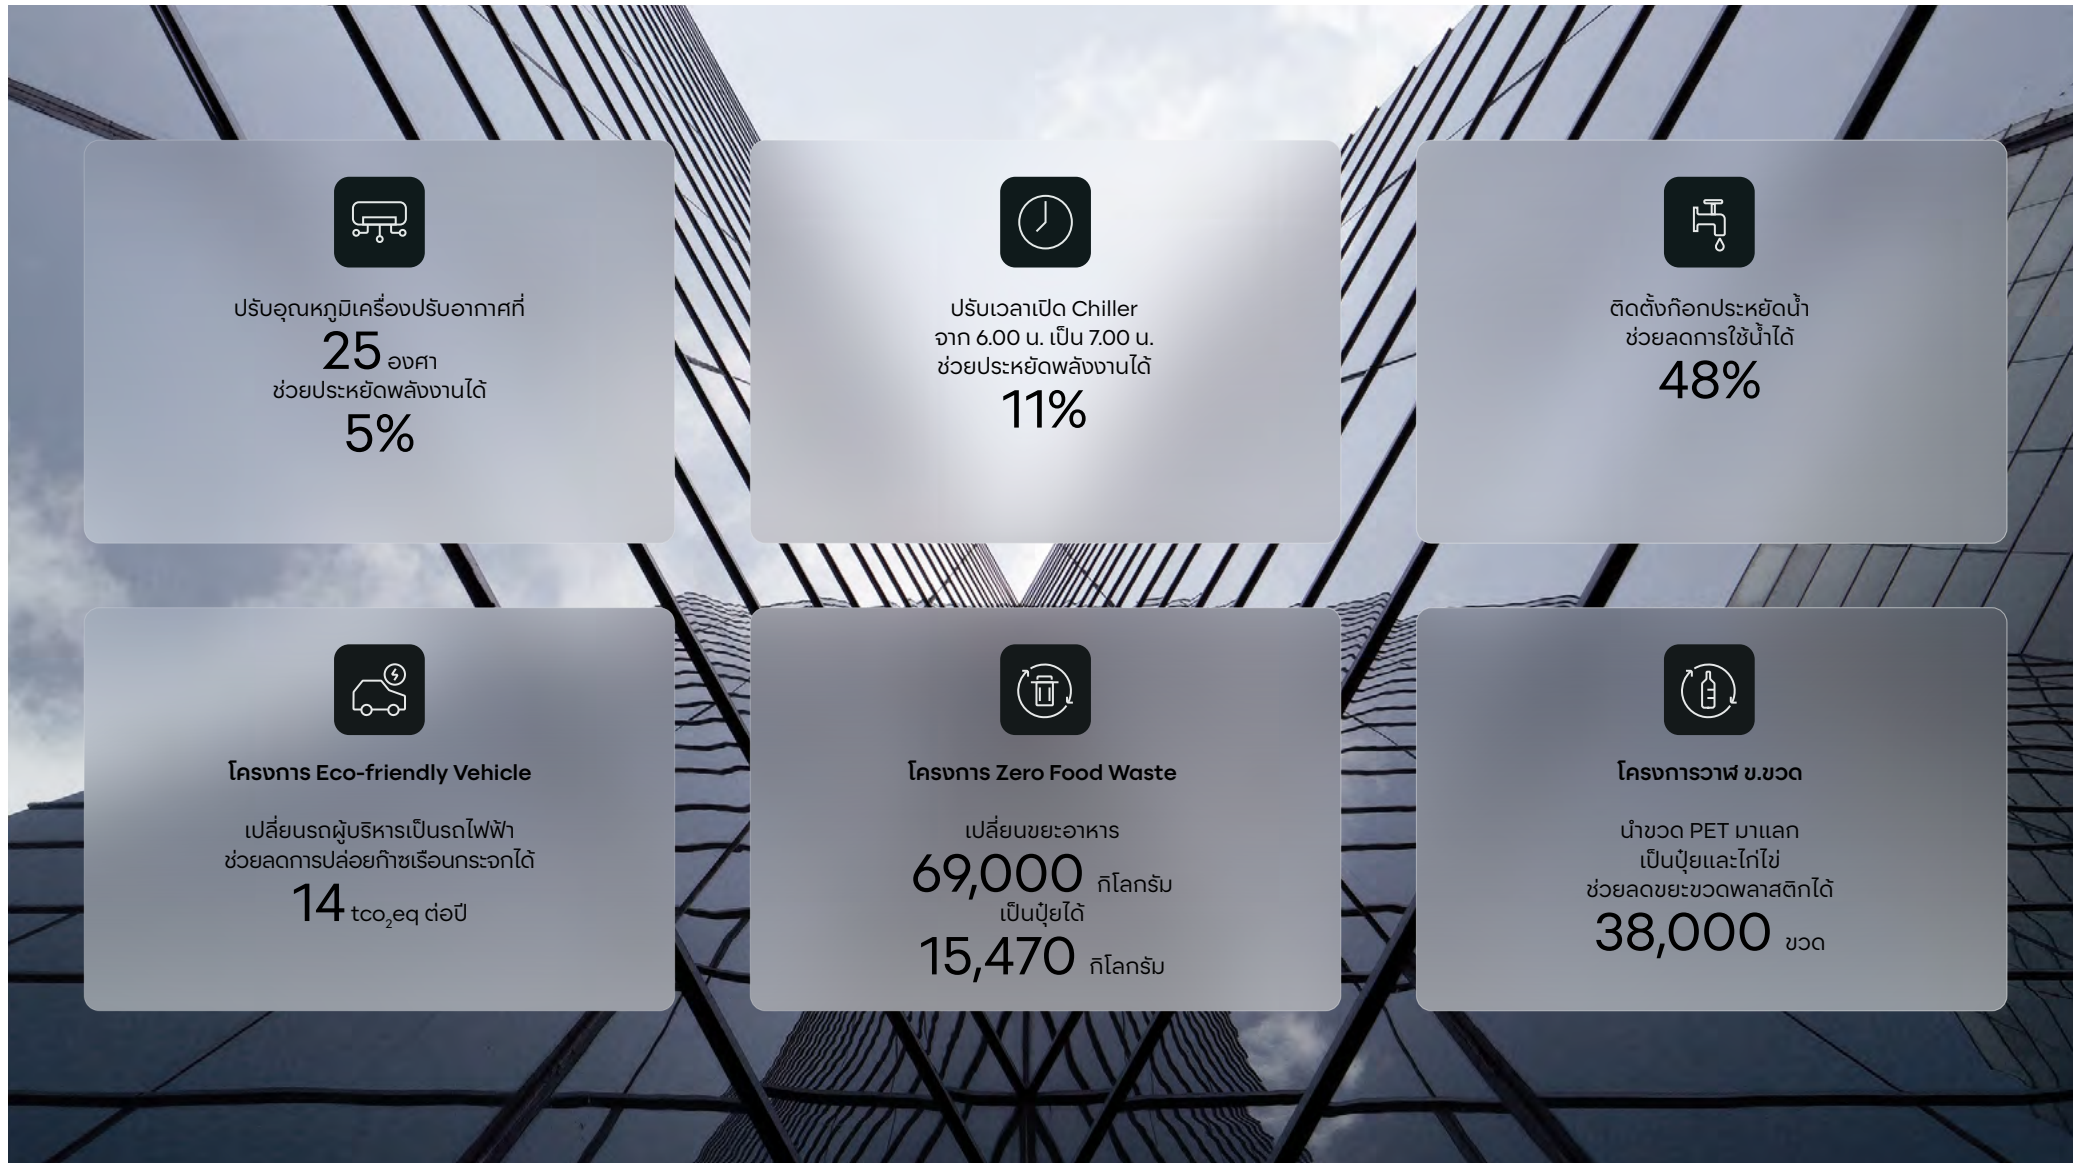 ปรับอุณหภูมิเครื่องปรับอากาศที่
25 องศา
ช่วยประหยัดพลังงานได้
5%
ปรับเวลาเปิด Chiller
จาก 6.00 น. เป็น 7.00 น.
ช่วยประหยัดพลังงานได้
11%
ติดตั้งก๊อกประหยัดน้ำ
ช่วยลดการใช้น้ำได้
48%
โครงการ Eco-friendly Vehicle
เปลี่ยนรถผู้บริหารเป็นรถไฟฟ้า
ช่วยลดการปล่อยก๊าซเรือนกระจกได้
14 tco₂eq ต่อปี
โครงการ Zero Food Waste
เปลี่ยนขยะอาหาร
69,000 กิโลกรัม
เป็นปุ๋ยได้
15,470 กิโลกรัม
โครงการวาฬ ข.ขวด
นำขวด PET มาแลก
เป็นปุ๋ยและไก่ไข่
ช่วยลดขยะขวดพลาสติกได้
38,000 ขวด